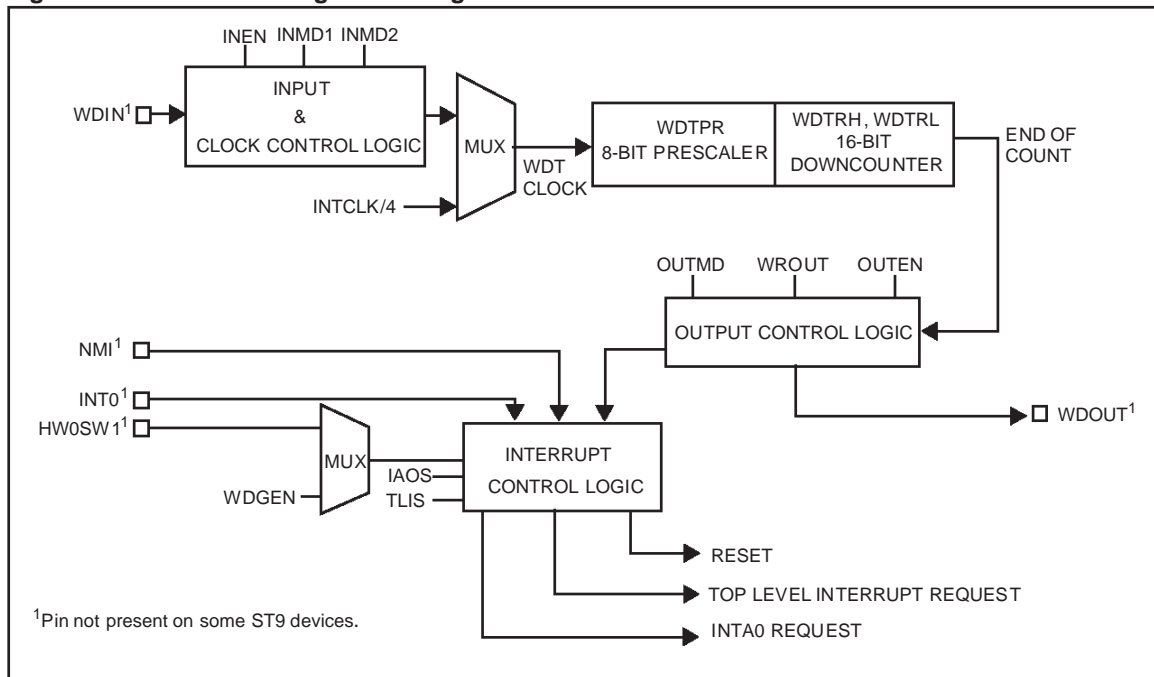 INEN INMD1 INMD2
INPUT
&
CLOCK CONTROL LOGIC
WDIN¹
MUX
INTCLK/4
WDT
CLOCK
WDTPR
8-BIT PRESCALER
WDTRH, WDTRL
16-BIT
DOWNCOUNTER
END OF
COUNT
OUTMD WROUT OUTEN
OUTPUT CONTROL LOGIC
NMI¹
INT0¹
HW0SW1¹
WDOUT¹
MUX
WDGEN
IAOS
TLIS
INTERRUPT
CONTROL LOGIC
RESET
TOP LEVEL INTERRUPT REQUEST
INTA0 REQUEST
¹Pin not present on some ST9 devices.